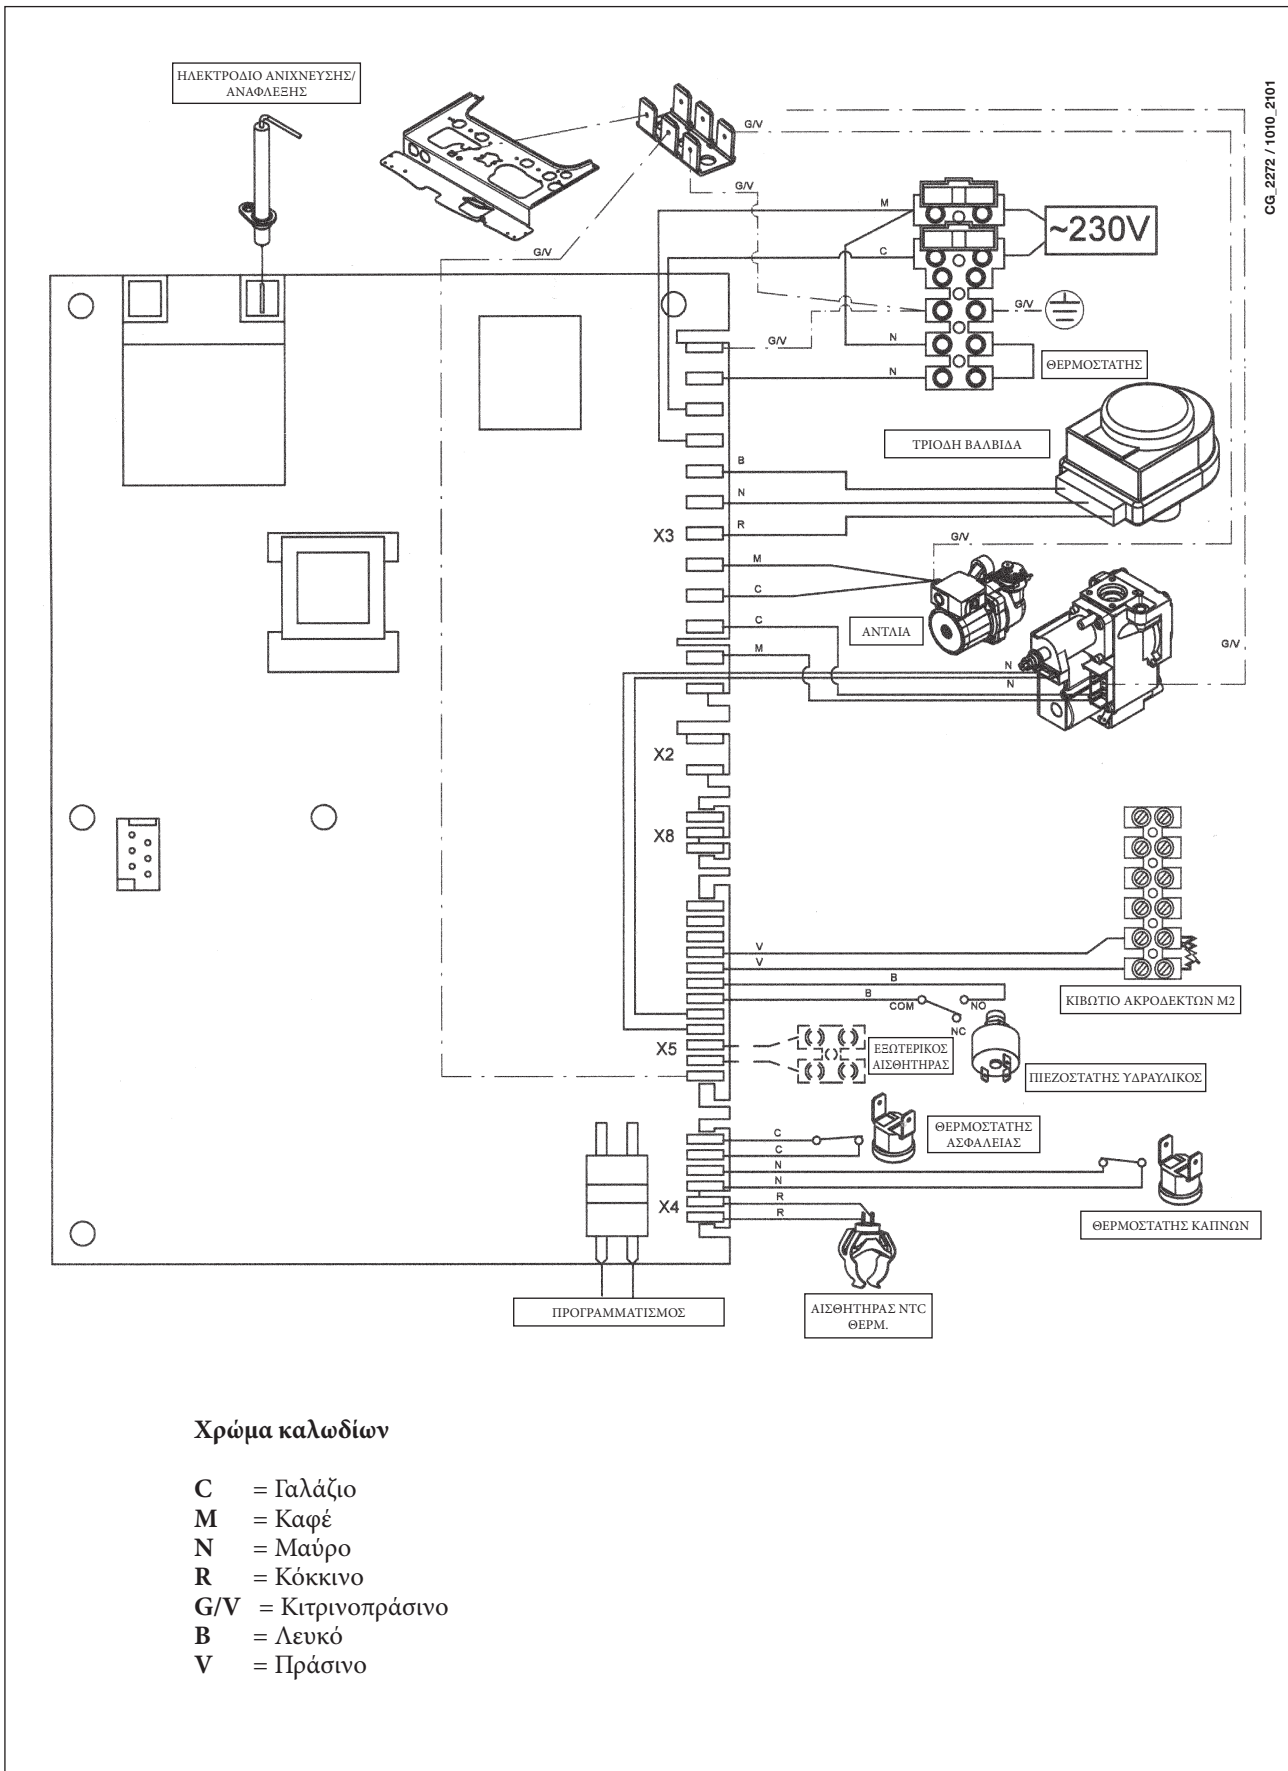 ΗΛΕΚΤΡΟΔΙΟ ΑΝΙΧΝΕΥΣΗΣ/
ΑΝΑΦΛΕΞΗΣ
CG_2272 / 1010_2101
G/V
G/V
G/V
M
~230V
C
G/V
G/V
N
ΘΕΡΜΟΣΤΑΤΗΣ
N
ΤΡΙΟΔΗ ΒΑΛΒΙΔΑ
B
N
X3
R
G/V
M
C
C
ΑΝΤΛΙΑ
M
G/V
N
N
X2
X8
V
V
B
B
COM
NO
NC
ΚΙΒΩΤΙΟ ΑΚΡΟΔΕΚΤΩΝ M2
X5
ΕΞΩΤΕΡΙΚΟΣ
ΑΙΣΘΗΤΗΡΑΣ
ΠΙΕΖΟΣΤΑΤΗΣ ΥΔΡΑΥΛΙΚΟΣ
C
C
ΘΕΡΜΟΣΤΑΤΗΣ
ΑΣΦΑΛΕΙΑΣ
N
N
X4
R
R
ΘΕΡΜΟΣΤΑΤΗΣ ΚΑΠΝΩΝ
ΠΡΟΓΡΑΜΜΑΤΙΣΜΟΣ
ΑΙΣΘΗΤΗΡΑΣ NTC
ΘΕΡΜ.
Χρώμα καλωδίων
C = Γαλάζιο
M = Καφέ
N = Μαύρο
R = Κόκκινο
G/V = Κιτρινοπράσινο
B = Λευκό
V = Πράσινο